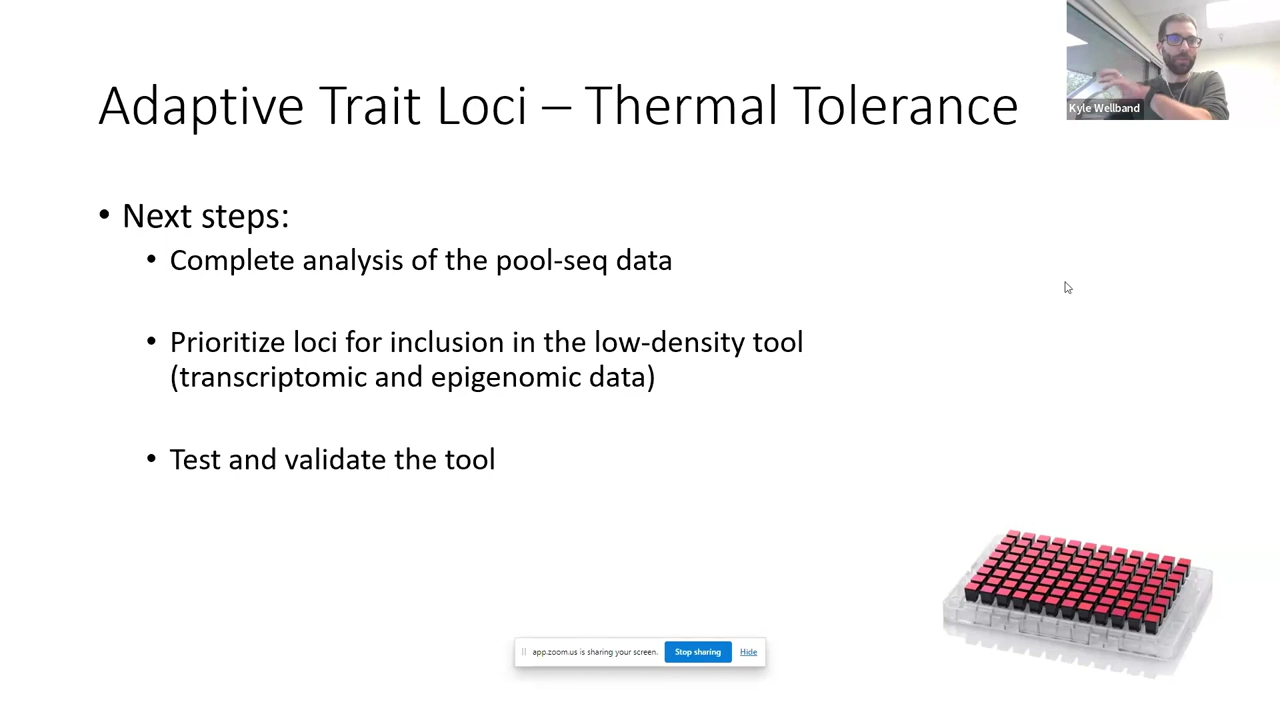 Adaptive Trait Loci – Thermal Tolerance
Kyle Wellband
• Next steps:
• Complete analysis of the pool-seq data
• Prioritize loci for inclusion in the low-density tool
(transcriptomic and epigenomic data)
• Test and validate the tool
app.zoom.us is sharing your screen.
Stop sharing
Hide